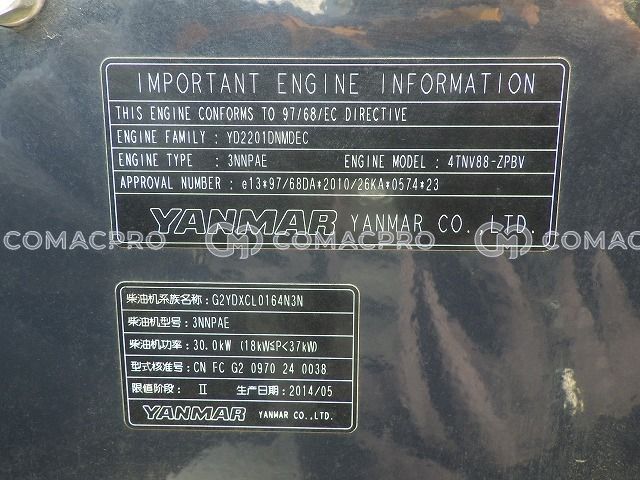 IMPORTANT ENGINE INFORMATION
THIS ENGINE CONFORMS TO 97/68/EC DIRECTIVE
ENGINE FAMILY : YD2201DNMDEC
ENGINE TYPE : 3NNPAE ENGINE MODEL : 4TNV88-ZPBV
APPROVAL NUMBER : e13*97/68DA*2010/26KA*0574*23
YANMAR YANMAR CO., LTD.
COMACPRO COMACPRO COMACPRO
柴油机系族名称: G2YDXCL0164N3N
柴油机型号: 3NNPAE
柴油机功率: 30.0kW (18kW≤P<37kW)
型式核准号: CN FC G2 0970 24 0038
限值阶段: II 生产日期: 2014/05
YANMAR YANMAR CO.,LTD.